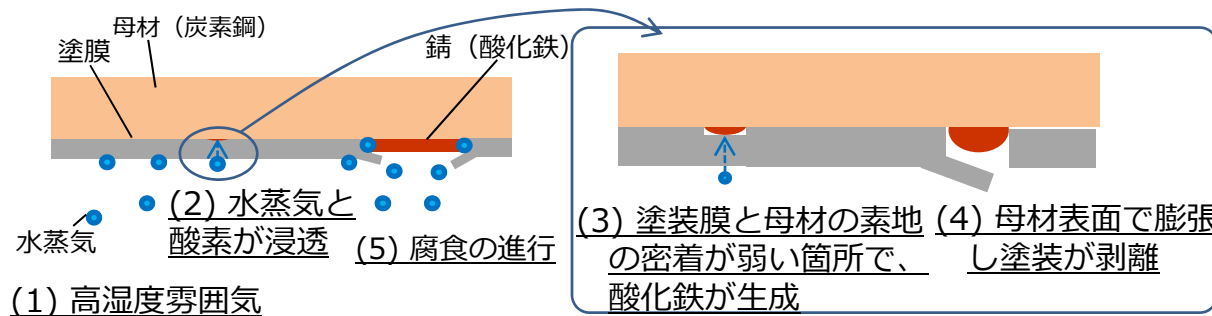 母材（炭素鋼）
塗膜
錆（酸化鉄）
水蒸気
(1) 高湿度雰囲気
(2) 水蒸気と
酸素が浸透
(5) 腐食の進行
(3) 塗装膜と母材の素地
の密着が弱い箇所で、
酸化鉄が生成
(4) 母材表面で膨張
し塗装が剥離